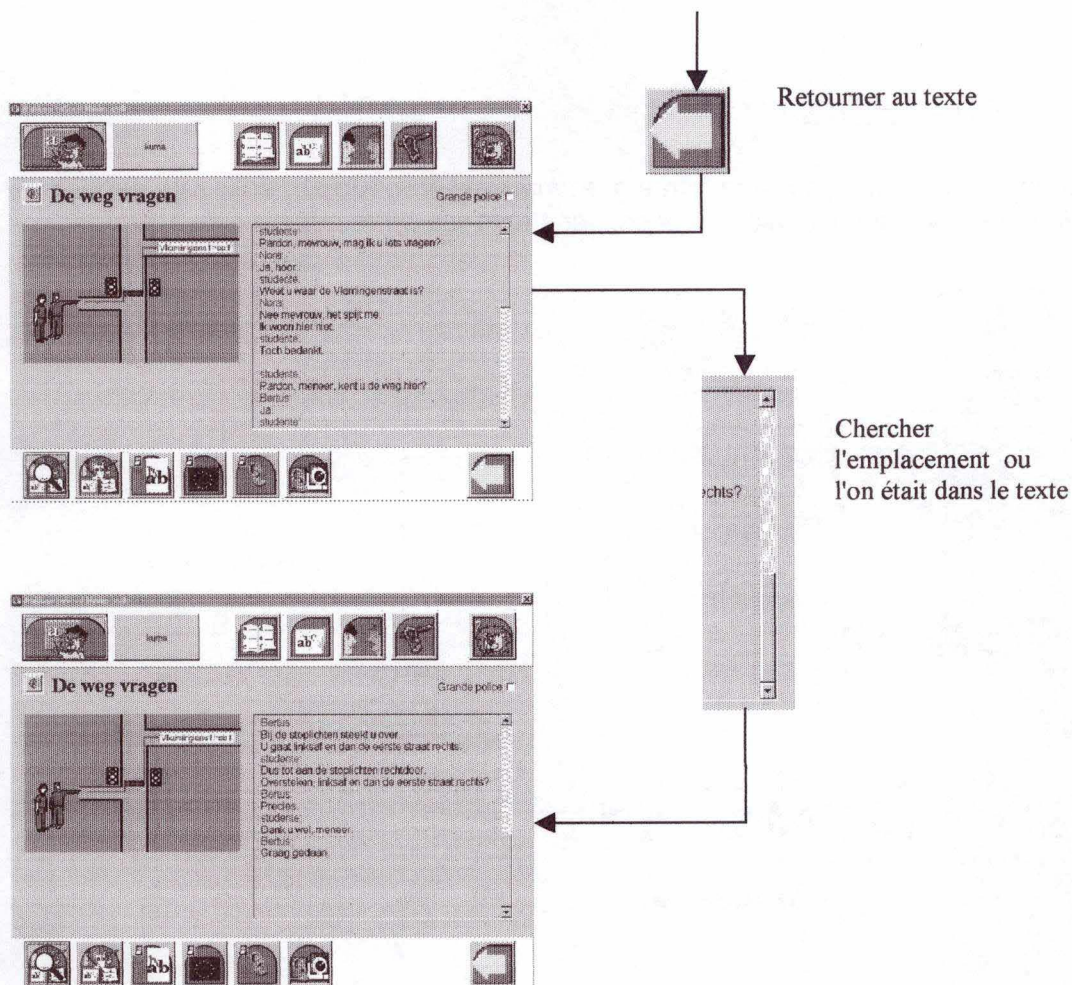 Retourner au texte
kuma
De weg vragen
Grande police
Vlamingenstraat
studente:
Pardon, mevrouw, mag ik u iets vragen?
Nora:
Ja, hoor.
studente:
Weet u waar de Vlamingenstraat is?
Nora:
Nee mevrouw, het spijt me.
Ik woon hier niet.
studente:
Toch bedankt.
studente:
Pardon, meneer, kent u de weg hier?
Bertus:
Ja.
studente:
Chercher
l'emplacement ou
l'on était dans le texte
rechts?
kuma
De weg vragen
Grande police
Vlamingenstraat
Bertus:
Bij de stoplichten steekt u over.
U gaat linksaf en dan de eerste straat rechts.
studente:
Dus tot aan de stoplichten rechtdoor.
Oversteken, linksaf en dan de eerste straat rechts?
Bertus:
Precies.
studente:
Dank u wel, meneer.
Bertus:
Graag gedaan.